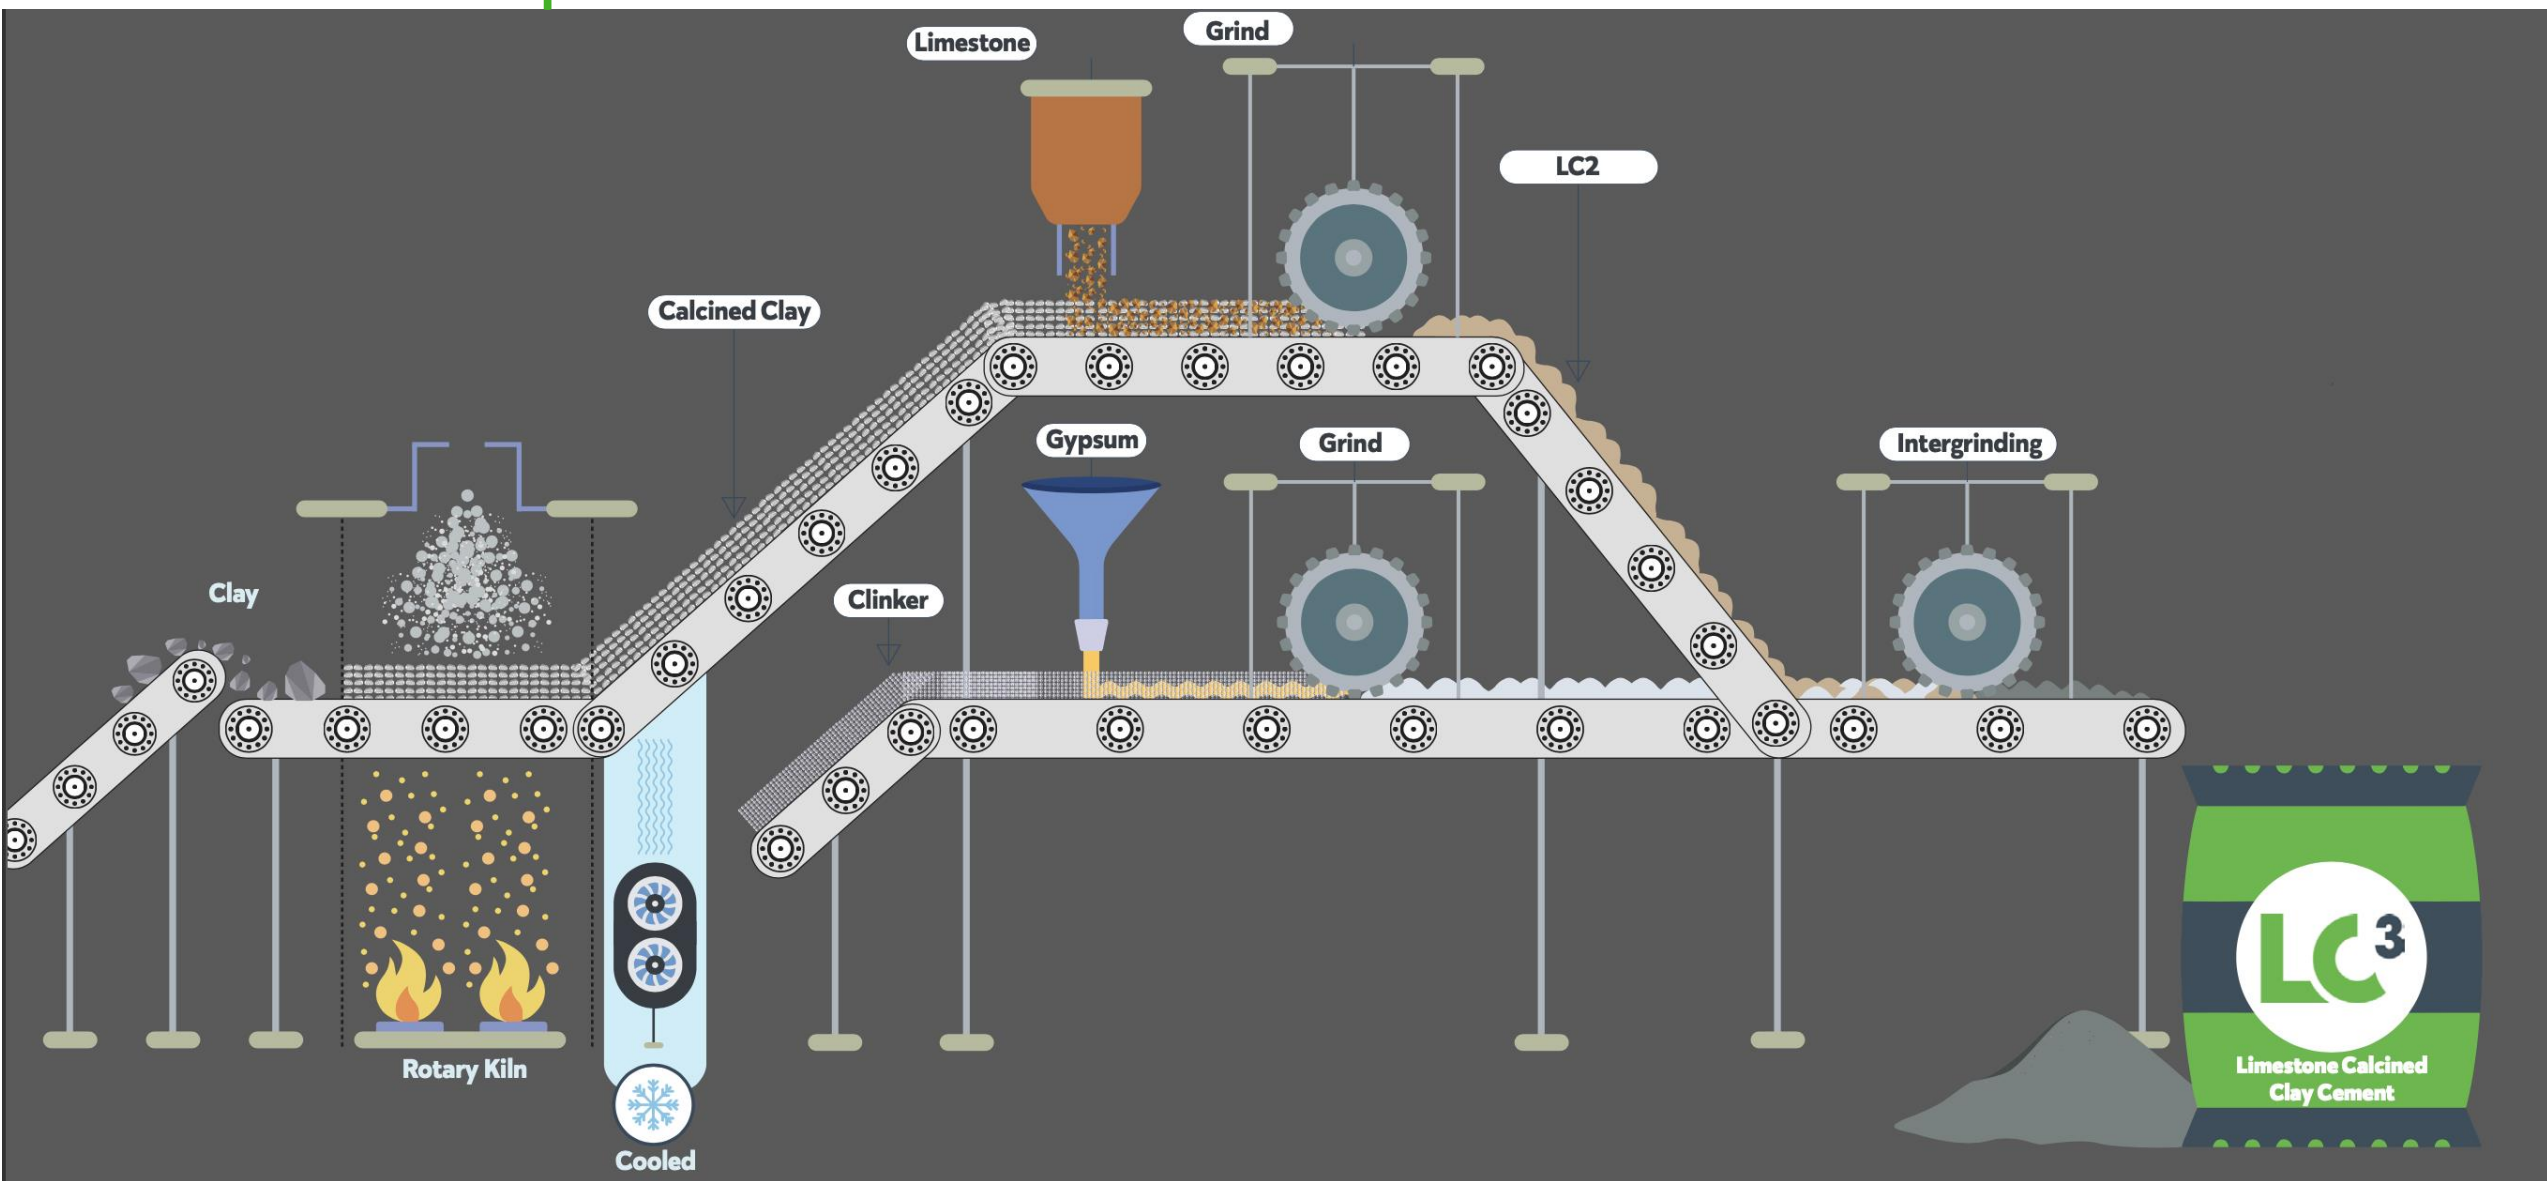 Limestone
Grind
LC2
Calcined Clay
Gypsum
Grind
Intergrinding
Clay
Clinker
Rotary Kiln
Cooled
LC³
Limestone Calcined
Clay Cement